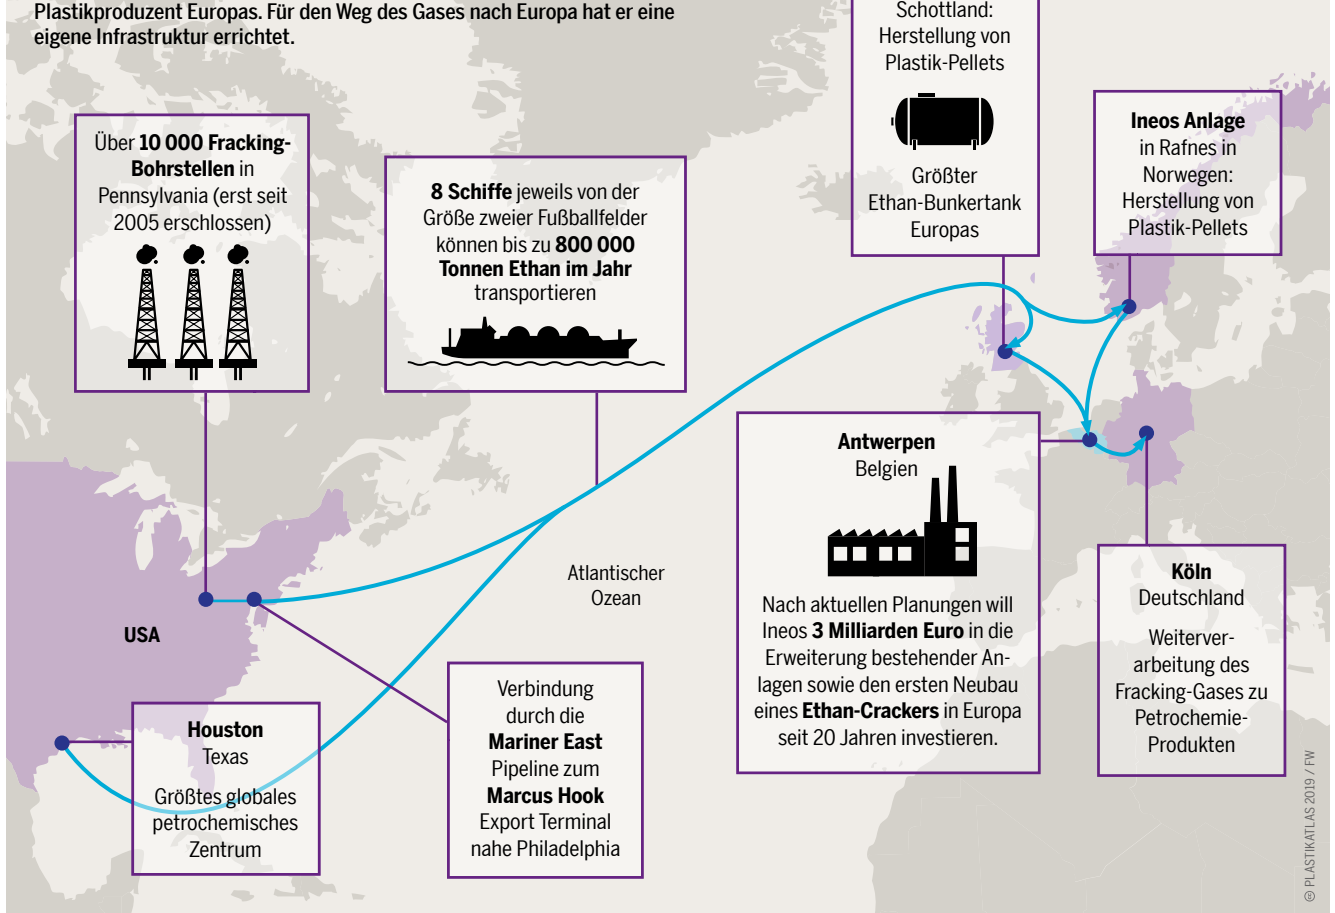 Plastikproduzent Europas. Für den Weg des Gases nach Europa hat er eine
eigene Infrastruktur errichtet.
Über 10 000 Fracking-
Bohrstellen in
Pennsylvania (erst seit
2005 erschlossen)
8 Schiffe jeweils von der
Größe zweier Fußballfelder
können bis zu 800 000
Tonnen Ethan im Jahr
transportieren
Schottland:
Herstellung von
Plastik-Pellets
Größter
Ethan-Bunkertank
Europas
Ineos Anlage
in Rafnes in
Norwegen:
Herstellung von
Plastik-Pellets
Antwerpen
Belgien
Nach aktuellen Planungen will
Ineos 3 Milliarden Euro in die
Erweiterung bestehender An-
lagen sowie den ersten Neubau
eines Ethan-Crackers in Europa
seit 20 Jahren investieren.
Köln
Deutschland
Weiterver-
arbeitung des
Fracking-Gases zu
Petrochemie-
Produkten
Atlantischer
Ozean
USA
Houston
Texas
Größtes globales
petrochemisches
Zentrum
Verbindung
durch die
Mariner East
Pipeline zum
Marcus Hook
Export Terminal
nahe Philadelphia
© PLASTIKATLAS 2019 / FW